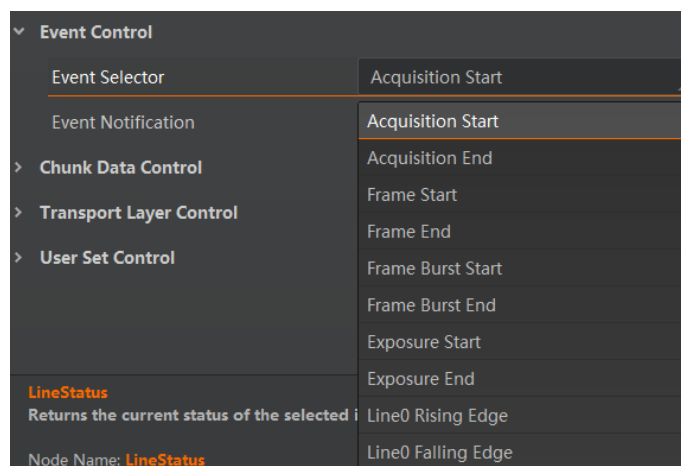 Event Control
Event Selector Acquisition Start
Event Notification Acquisition Start
Acquisition End
Chunk Data Control
Frame Start
Transport Layer Control
Frame End
User Set Control
Frame Burst Start
Frame Burst End
Exposure Start
Exposure End
LineStatus
Returns the current status of the selected i
Line0 Rising Edge
Line0 Falling Edge
Node Name: LineStatus